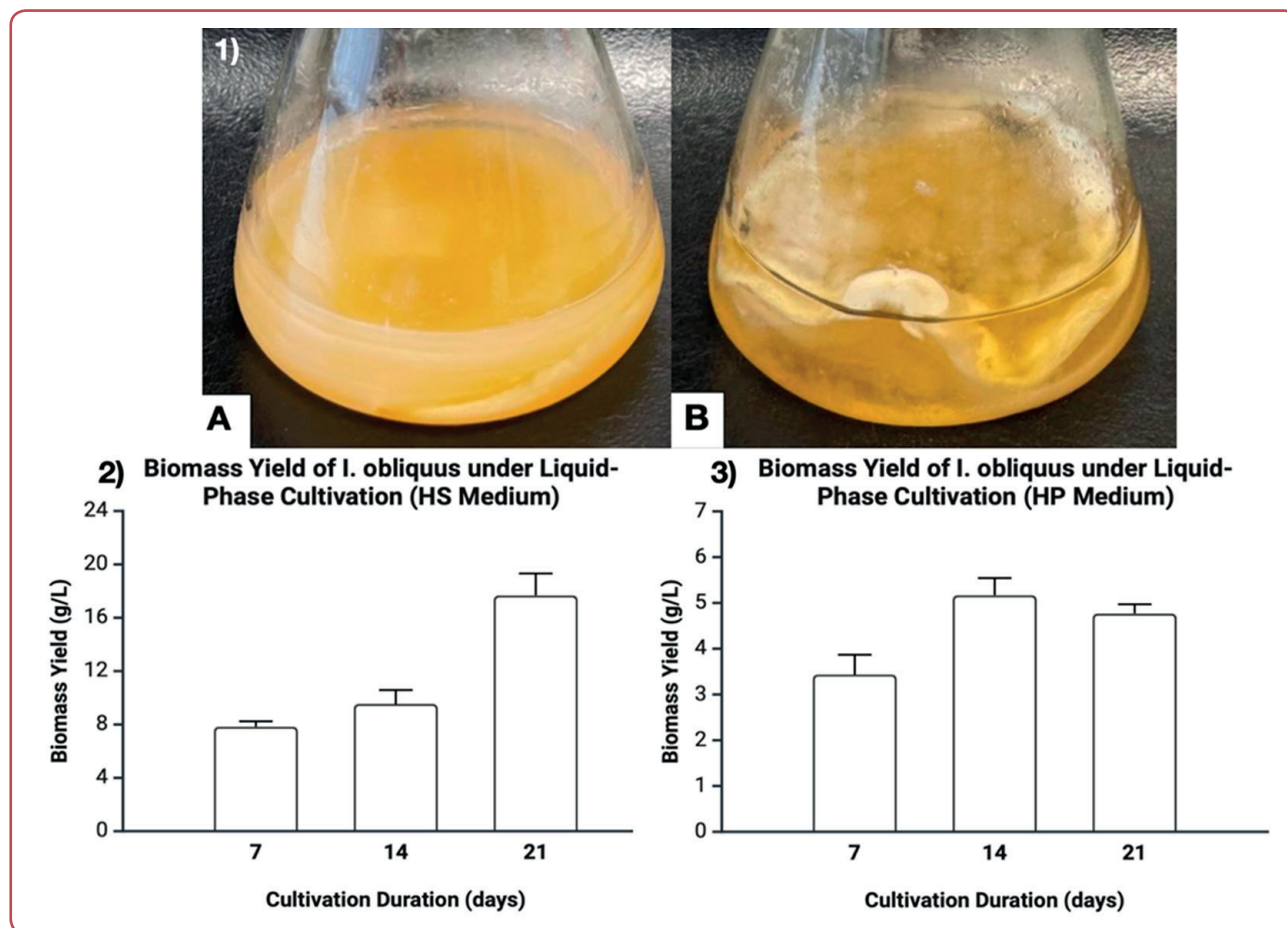 1)
A
B
2)
Biomass Yield of I. obliquus under Liquid-
Phase Cultivation (HS Medium)
24
20
16
12
8
4
0
Biomass Yield (g/L)
7 14 21
Cultivation Duration (days)
3)
Biomass Yield of I. obliquus under Liquid-
Phase Cultivation (HP Medium)
7
6
5
4
3
2
1
0
Biomass Yield (g/L)
7 14 21
Cultivation Duration (days)